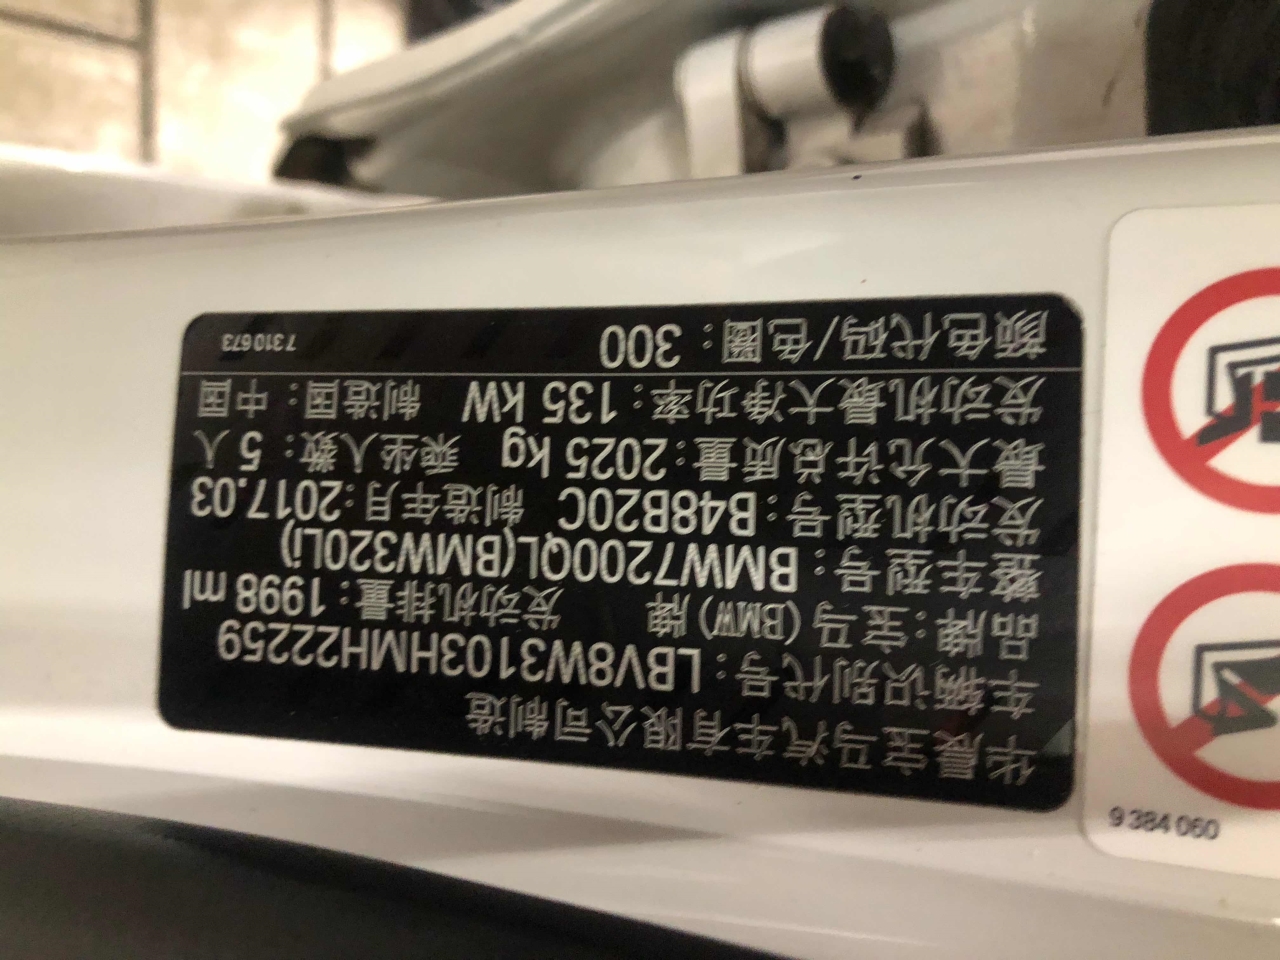 华晨宝马汽车有限公司制造
车辆识别代号：LBV8W3103HMH22259
品牌：宝马(BMW)牌 发动机排量：1998 ml
整车型号：BMW7200QL(BMW320Li)
发动机型号：B48B20C 制造年月：2017.03
最大允许总质量：2025 kg 乘坐人数：5 人
发动机最大净功率：135 kW 制造国：中国
颜色代码/色圈：300 7310673
9 384 060